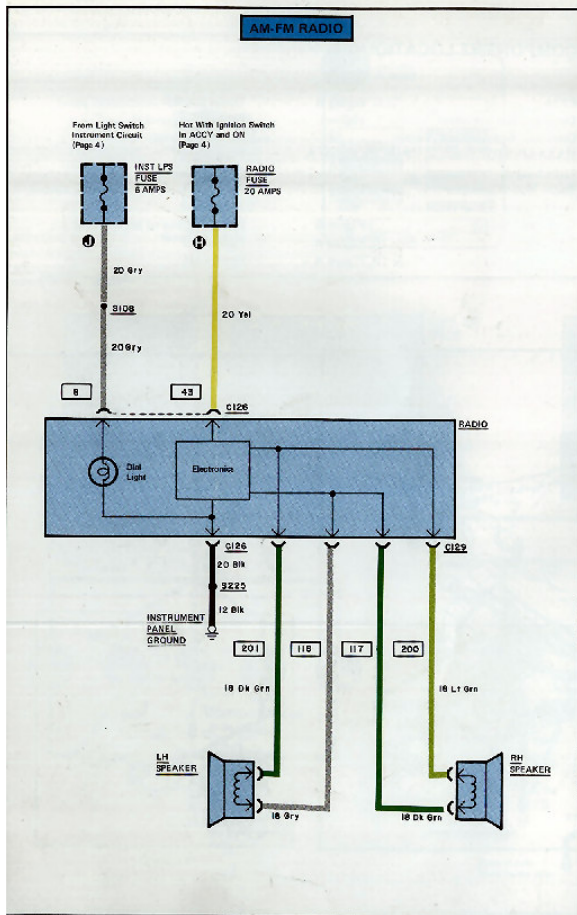 AM-FM RADIO
From Light Switch
Instrument Circuit
(Page 4)
Hot With Ignition Switch
In ACCY and ON
(Page 4)
INST LPS
FUSE
RADIO
FUSE
20 AMPS
J
H
20 Gry
S108
20 Yel
20 Gry
8
43
C126
RADIO
Dial
Light
Electronics
C126
C129
20 Blk
S225
12 Blk
INSTRUMENT
PANEL
GROUND
201
117
200
18 Dk Grn
18 Lt Grn
LH
SPEAKER
RH
SPEAKER
18 Gry
18 Dk Grn